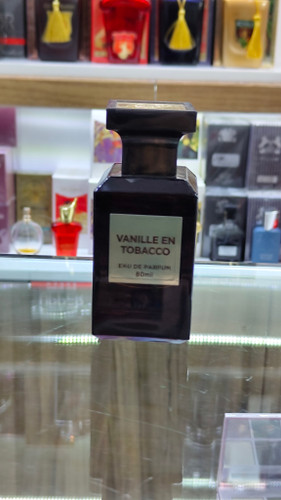 VANILLE EN
TOBACCO
EAU DE PARFUM
80ml